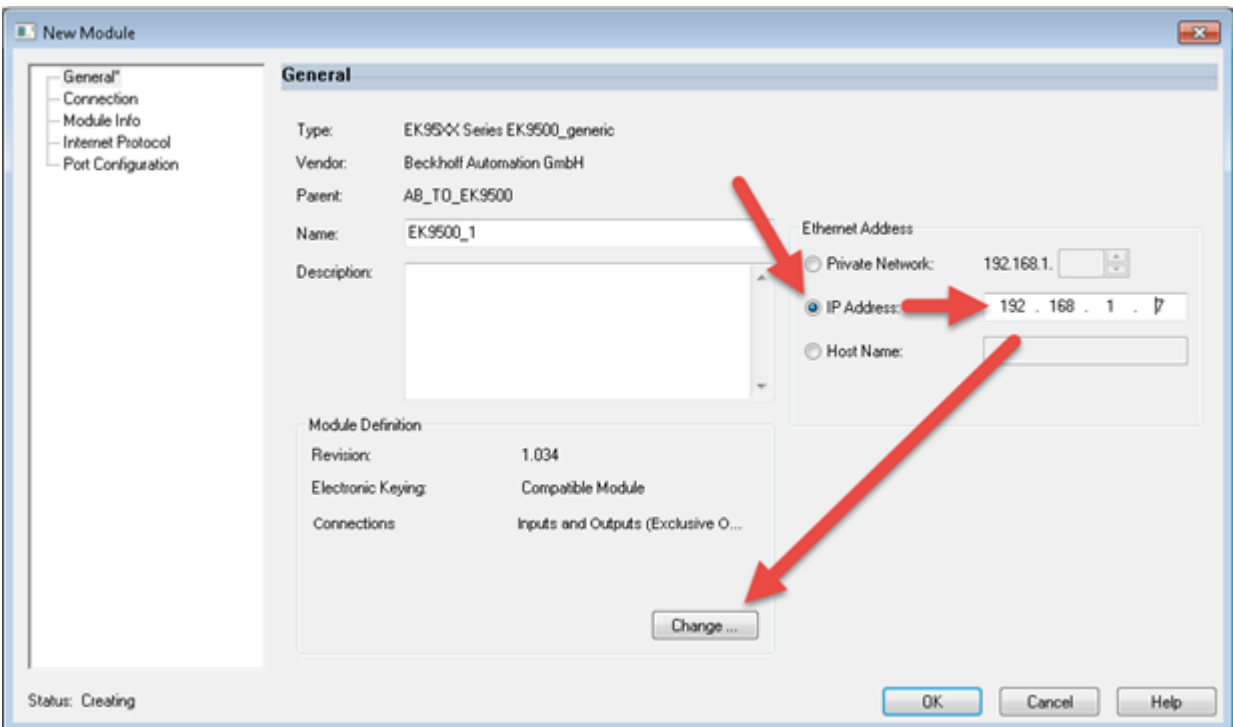 New Module
General*
Connection
Module Info
Internet Protocol
Port Configuration
General
Type: EK95XX Series EK9500_generic
Vendor: Beckhoff Automation GmbH
Parent: AB_TO_EK9500
Name: EK9500_1
Description:
Ethernet Address
Private Network: 192.168.1.
IP Address: 192 . 168 . 1 . 7
Host Name:
Module Definition
Revision: 1.034
Electronic Keying: Compatible Module
Connections Inputs and Outputs (Exclusive O...
Change ...
Status: Creating
OK Cancel Help